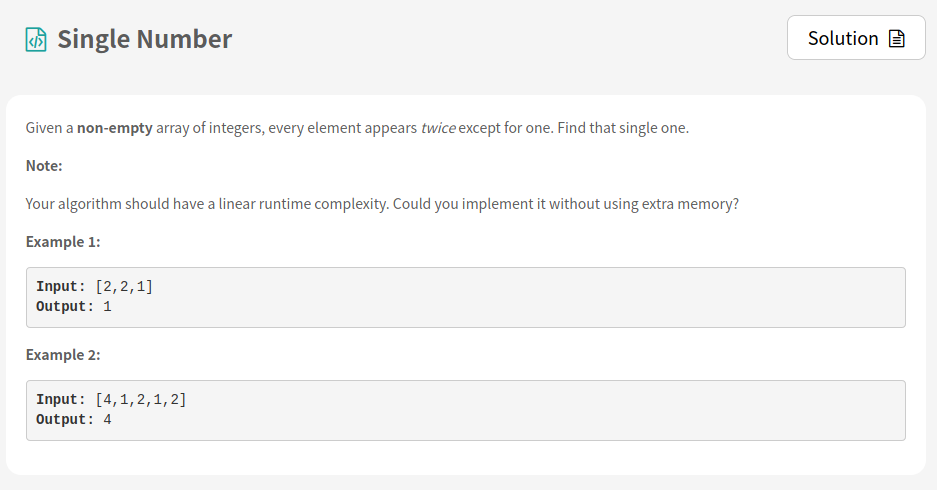 Single Number
Solution
Given a non-empty array of integers, every element appears twice except for one. Find that single one.
Note:
Your algorithm should have a linear runtime complexity. Could you implement it without using extra memory?
Example 1:
Input: [2,2,1]
Output: 1
Example 2:
Input: [4,1,2,1,2]
Output: 4